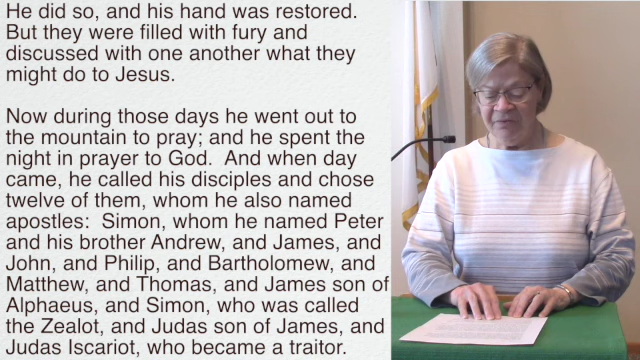 He did so, and his hand was restored.
But they were filled with fury and
discussed with one another what they
might do to Jesus.
Now during those days he went out to
the mountain to pray; and he spent the
night in prayer to God.  And when day
came, he called his disciples and chose
twelve of them, whom he also named
apostles:  Simon, whom he named Peter
and his brother Andrew, and James, and
John, and Philip, and Bartholomew, and
Matthew, and Thomas, and James son of
Alphaeus, and Simon, who was called
the Zealot, and Judas son of James, and
Judas Iscariot, who became a traitor.